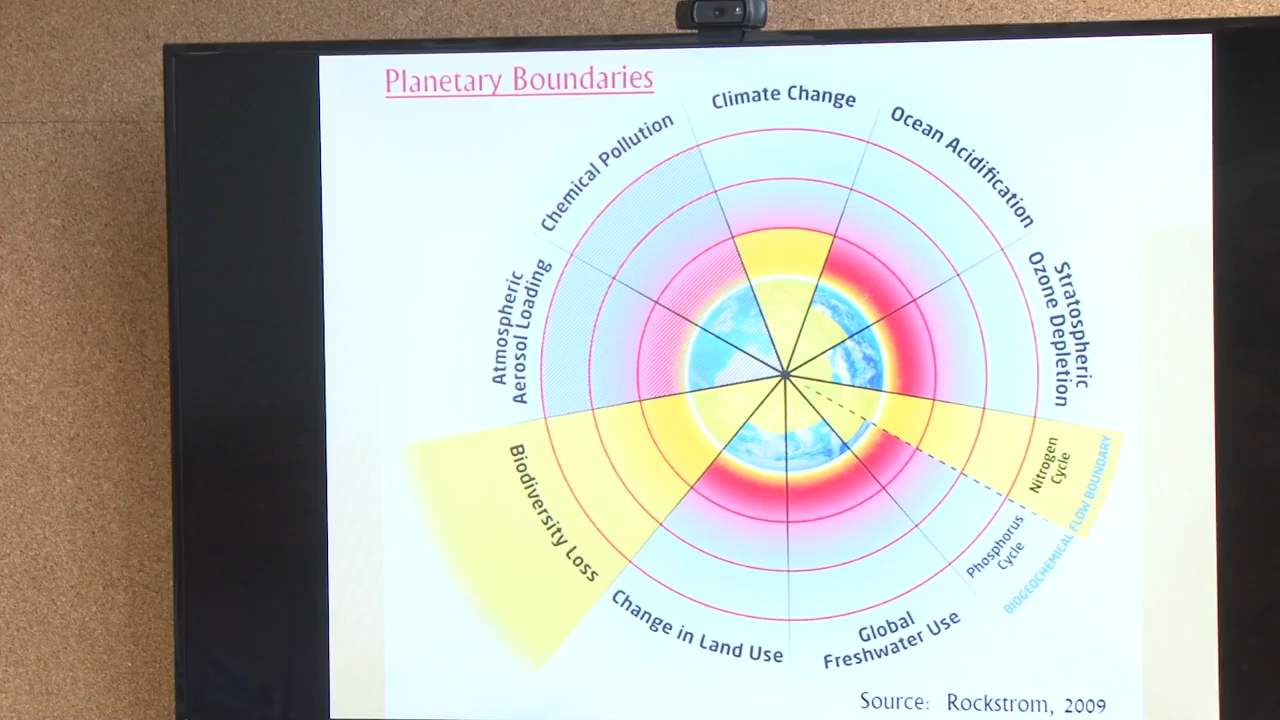 Planetary Boundaries
Climate Change
Ocean Acidification
Stratospheric
Ozone Depletion
Nitrogen
Cycle
BIOGEOCHEMICAL FLOW BOUNDARY
Phosphorus
Cycle
Global
Freshwater Use
Change in Land Use
Biodiversity Loss
Atmospheric
Aerosol Loading
Chemical Pollution
Source: Rockstrom, 2009